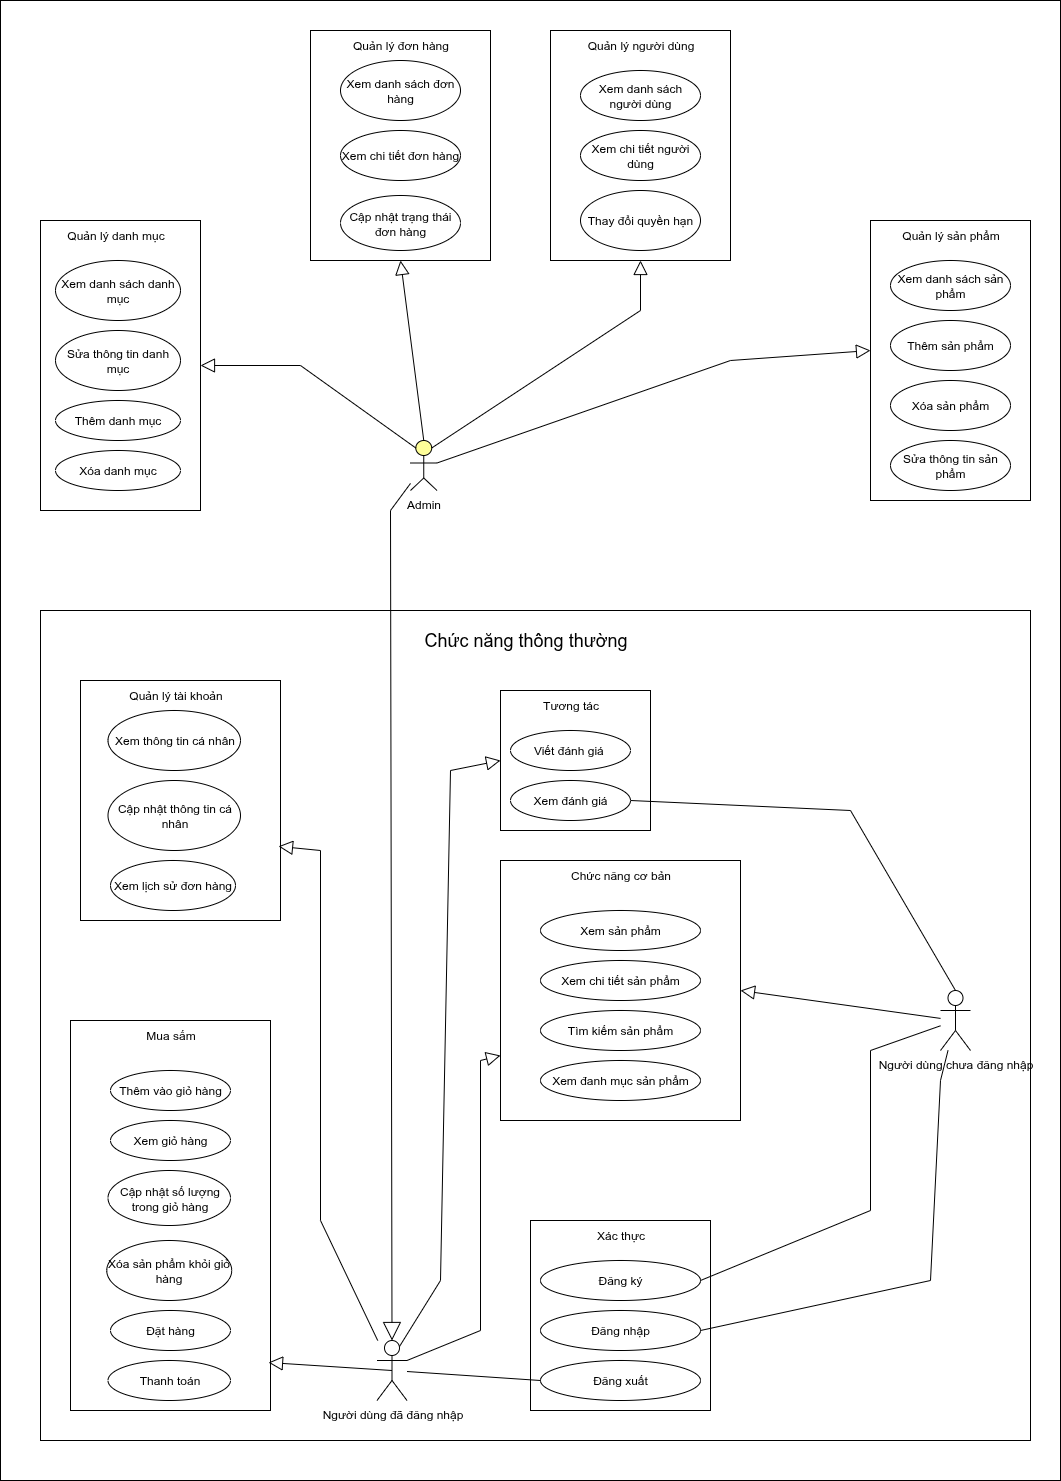 Quản lý đơn hàng
Xem danh sách đơn
hàng
Xem chi tiết đơn hàng
Cập nhật trạng thái
đơn hàng
Quản lý người dùng
Xem danh sách
người dùng
Xem chi tiết người
dùng
Thay đổi quyền hạn
Quản lý danh mục
Xem danh sách danh
mục
Sửa thông tin danh
mục
Thêm danh mục
Xóa danh mục
Quản lý sản phẩm
Xem danh sách sản
phẩm
Thêm sản phẩm
Xóa sản phẩm
Sửa thông tin sản
phẩm
Admin
Chức năng thông thường
Quản lý tài khoản
Xem thông tin cá nhân
Cập nhật thông tin cá
nhân
Xem lịch sử đơn hàng
Tương tác
Viết đánh giá
Xem đánh giá
Chức năng cơ bản
Xem sản phẩm
Xem chi tiết sản phẩm
Tìm kiếm sản phẩm
Xem đanh mục sản phẩm
Người dùng chưa đăng nhập
Mua sắm
Thêm vào giỏ hàng
Xem giỏ hàng
Cập nhật số lượng
trong giỏ hàng
Xóa sản phẩm khỏi giỏ
hàng
Đặt hàng
Thanh toán
Xác thực
Đăng ký
Đăng nhập
Đăng xuất
Người dùng đã đăng nhập